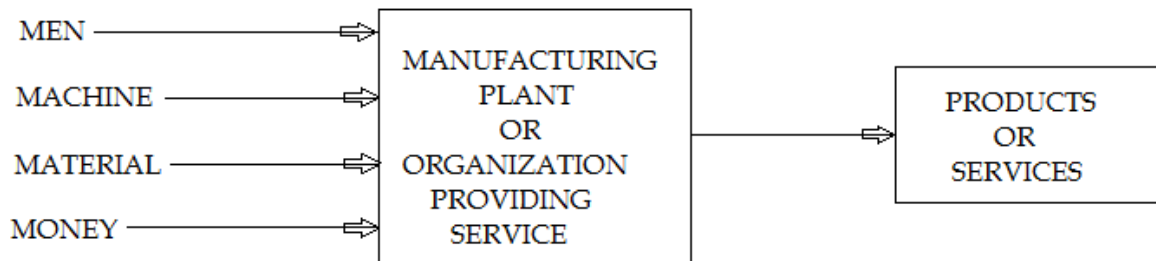 MEN
MACHINE
MATERIAL
MONEY
MANUFACTURING
PLANT
OR
ORGANIZATION
PROVIDING
SERVICE
PRODUCTS
OR
SERVICES